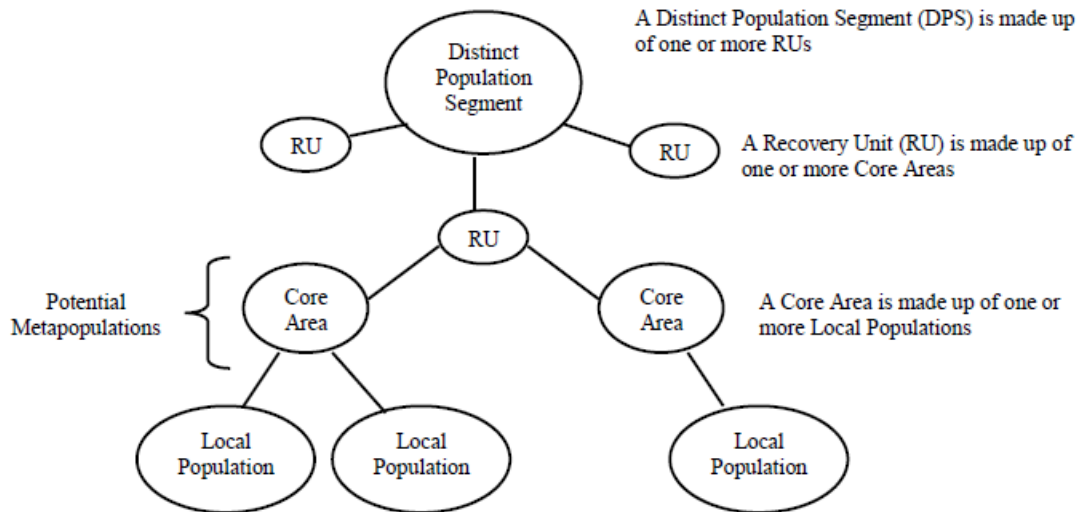 A Distinct Population Segment (DPS) is made up
of one or more RUs
Distinct
Population
Segment
RU
RU
A Recovery Unit (RU) is made up of
one or more Core Areas
RU
Potential
Metapopulations
Core
Area
Core
Area
A Core Area is made up of one or
more Local Populations
Local
Population
Local
Population
Local
Population